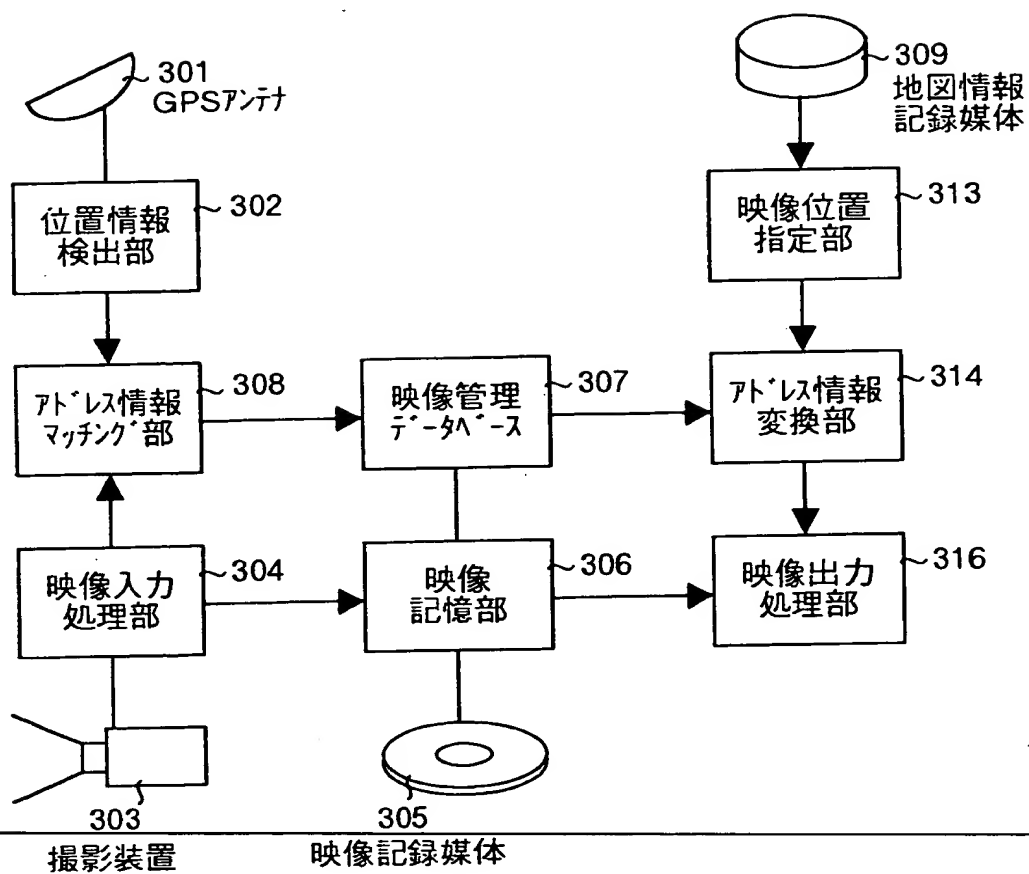 301
GPSアンテナ
309
地図情報
記録媒体
位置情報
検出部
302
映像位置
指定部
313
アドレス情報
マッチング部
308
映像管理
データベース
307
アドレス情報
変換部
314
映像入力
処理部
304
映像
記憶部
306
映像出力
処理部
316
303
撮影装置
305
映像記録媒体